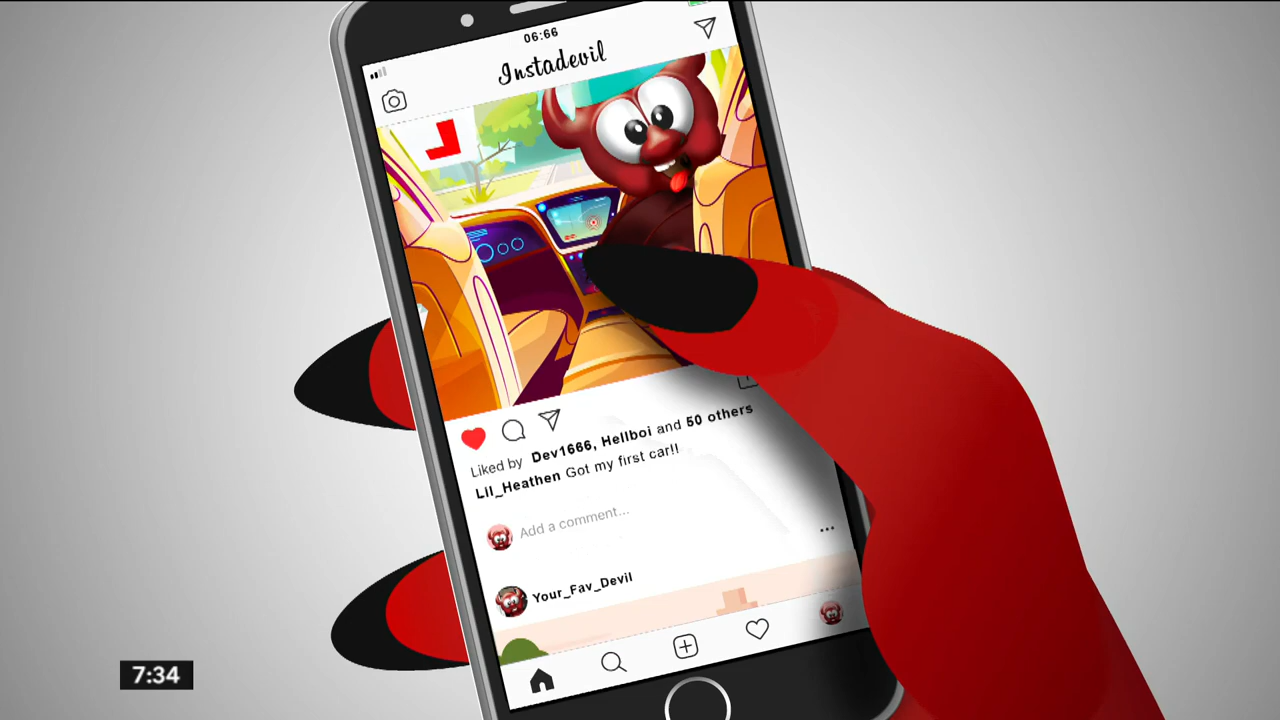 06:66
Instadevil
L
Liked by Dev1666, Hellboi and 50 others
Lil_Heathen Got my first car!!
Add a comment...
Your_Fav_Devil
7:34